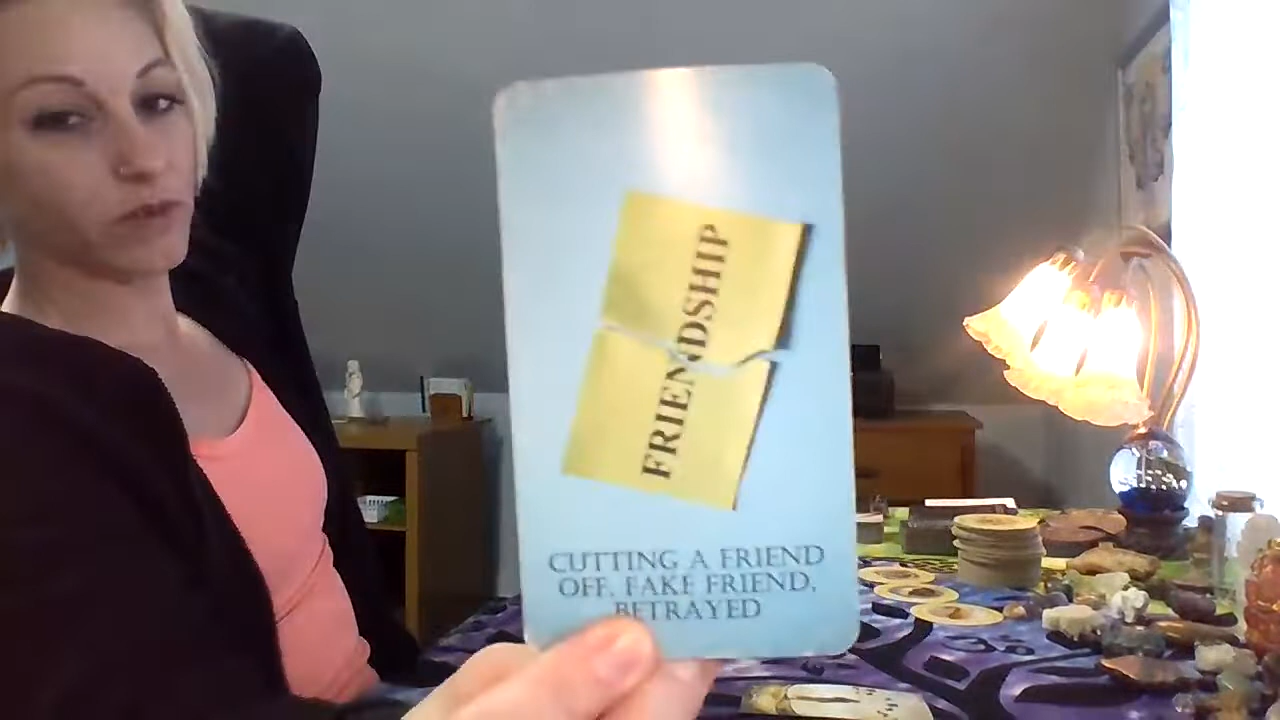 FRIENDSHIP
CUTTING A FRIEND
OFF, FAKE FRIEND,
BETRAYED